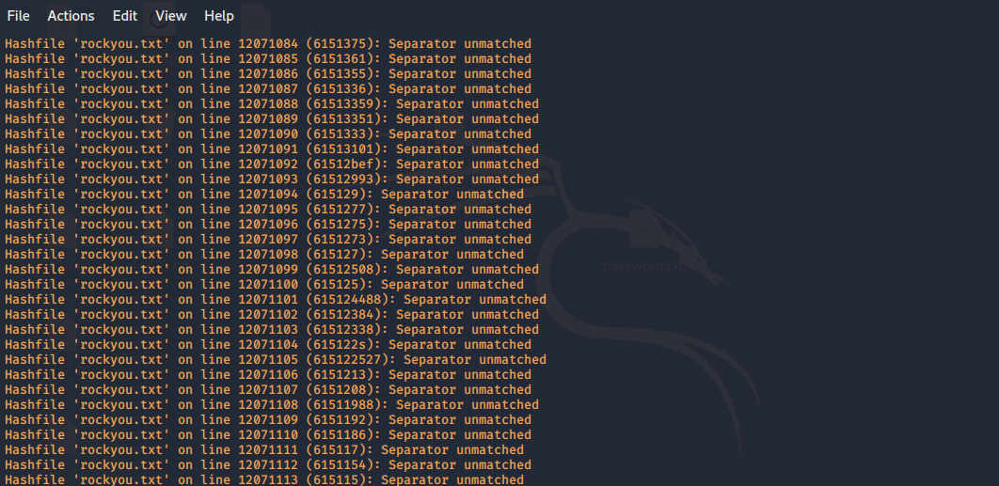 File Actions Edit View Help
Hashfile 'rockyou.txt' on line 12071084 (6151375): Separator unmatched
Hashfile 'rockyou.txt' on line 12071085 (6151361): Separator unmatched
Hashfile 'rockyou.txt' on line 12071086 (6151355): Separator unmatched
Hashfile 'rockyou.txt' on line 12071087 (6151336): Separator unmatched
Hashfile 'rockyou.txt' on line 12071088 (61513359): Separator unmatched
Hashfile 'rockyou.txt' on line 12071089 (61513351): Separator unmatched
Hashfile 'rockyou.txt' on line 12071090 (6151333): Separator unmatched
Hashfile 'rockyou.txt' on line 12071091 (61513101): Separator unmatched
Hashfile 'rockyou.txt' on line 12071092 (61512bef): Separator unmatched
Hashfile 'rockyou.txt' on line 12071093 (61512993): Separator unmatched
Hashfile 'rockyou.txt' on line 12071094 (615129): Separator unmatched
Hashfile 'rockyou.txt' on line 12071095 (6151277): Separator unmatched
Hashfile 'rockyou.txt' on line 12071096 (6151275): Separator unmatched
Hashfile 'rockyou.txt' on line 12071097 (6151273): Separator unmatched
Hashfile 'rockyou.txt' on line 12071098 (615127): Separator unmatched
Hashfile 'rockyou.txt' on line 12071099 (61512508): Separator unmatched
password.txt
Hashfile 'rockyou.txt' on line 12071100 (615125): Separator unmatched
Hashfile 'rockyou.txt' on line 12071101 (615124488): Separator unmatched
Hashfile 'rockyou.txt' on line 12071102 (61512384): Separator unmatched
Hashfile 'rockyou.txt' on line 12071103 (61512338): Separator unmatched
Hashfile 'rockyou.txt' on line 12071104 (615122s): Separator unmatched
Hashfile 'rockyou.txt' on line 12071105 (615122527): Separator unmatched
Hashfile 'rockyou.txt' on line 12071106 (6151213): Separator unmatched
Hashfile 'rockyou.txt' on line 12071107 (6151208): Separator unmatched
Hashfile 'rockyou.txt' on line 12071108 (61511988): Separator unmatched
Hashfile 'rockyou.txt' on line 12071109 (6151192): Separator unmatched
Hashfile 'rockyou.txt' on line 12071110 (6151186): Separator unmatched
Hashfile 'rockyou.txt' on line 12071111 (615117): Separator unmatched
Hashfile 'rockyou.txt' on line 12071112 (6151154): Separator unmatched
Hashfile 'rockyou.txt' on line 12071113 (615115): Separator unmatched